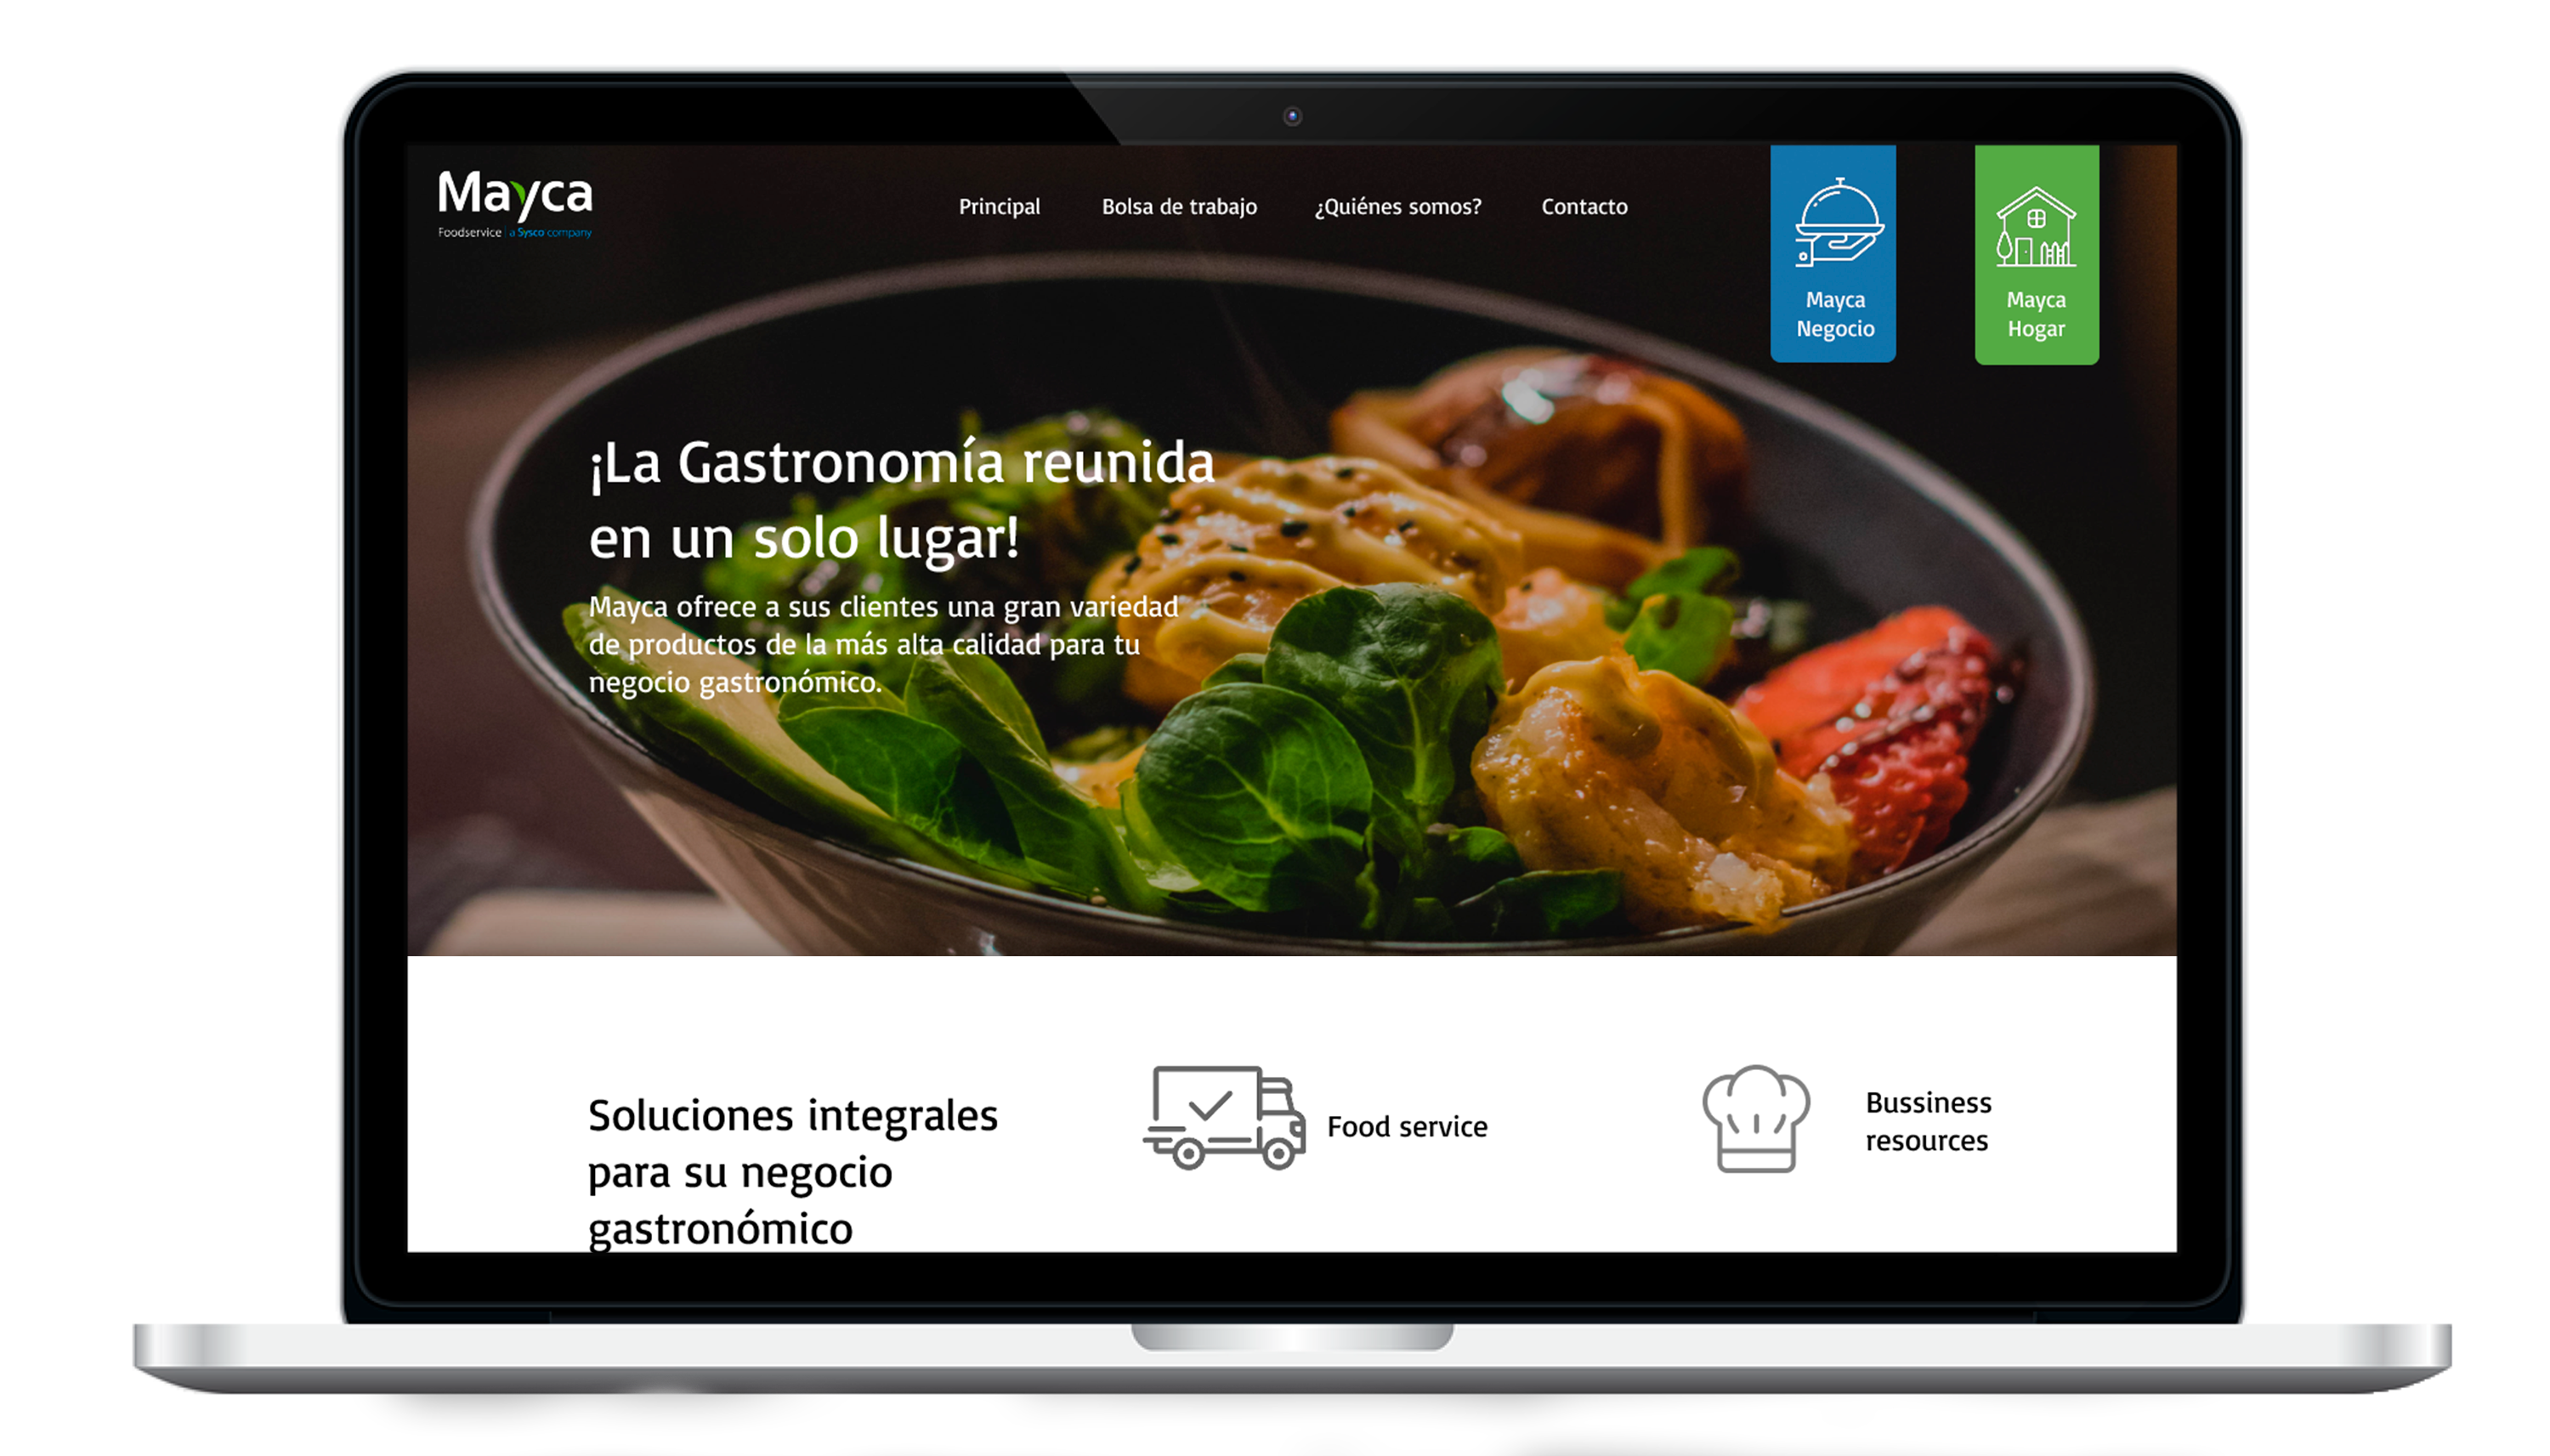 Mayca
Foodservice | a Sysco company
Principal
Bolsa de trabajo
¿Quiénes somos?
Contacto
Mayca
Negocio
Mayca
Hogar
¡La Gastronomía reunida
en un solo lugar!
Mayca ofrece a sus clientes una gran variedad
de productos de la más alta calidad para tu
negocio gastronómico.
Soluciones integrales
para su negocio
gastronómico
Food service
Bussiness
resources